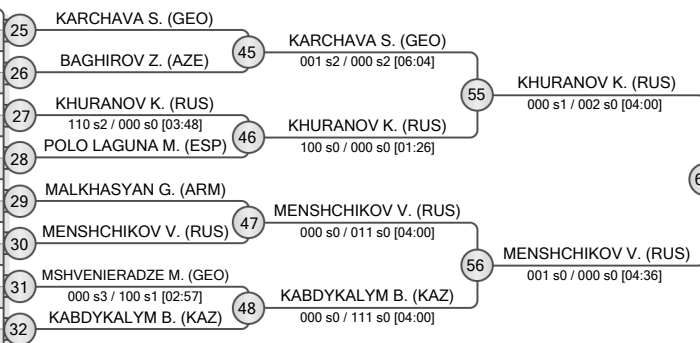 25
KARCHAVA S. (GEO)
26
BAGHIROV Z. (AZE)
45
KARCHAVA S. (GEO)
001 s2 / 000 s2 [06:04]
27
KHURANOV K. (RUS)
110 s2 / 000 s0 [03:48]
28
POLO LAGUNA M. (ESP)
46
KHURANOV K. (RUS)
100 s0 / 000 s0 [01:26]
55
KHURANOV K. (RUS)
000 s1 / 002 s0 [04:00]
29
MALKHASYAN G. (ARM)
30
MENSHCHIKOV V. (RUS)
47
MENSHCHIKOV V. (RUS)
000 s0 / 011 s0 [04:00]
31
MSHVENIERADZE M. (GEO)
000 s3 / 100 s1 [02:57]
32
KABDYKALYM B. (KAZ)
48
KABDYKALYM B. (KAZ)
000 s0 / 111 s0 [04:00]
56
MENSHCHIKOV V. (RUS)
001 s0 / 000 s0 [04:36]